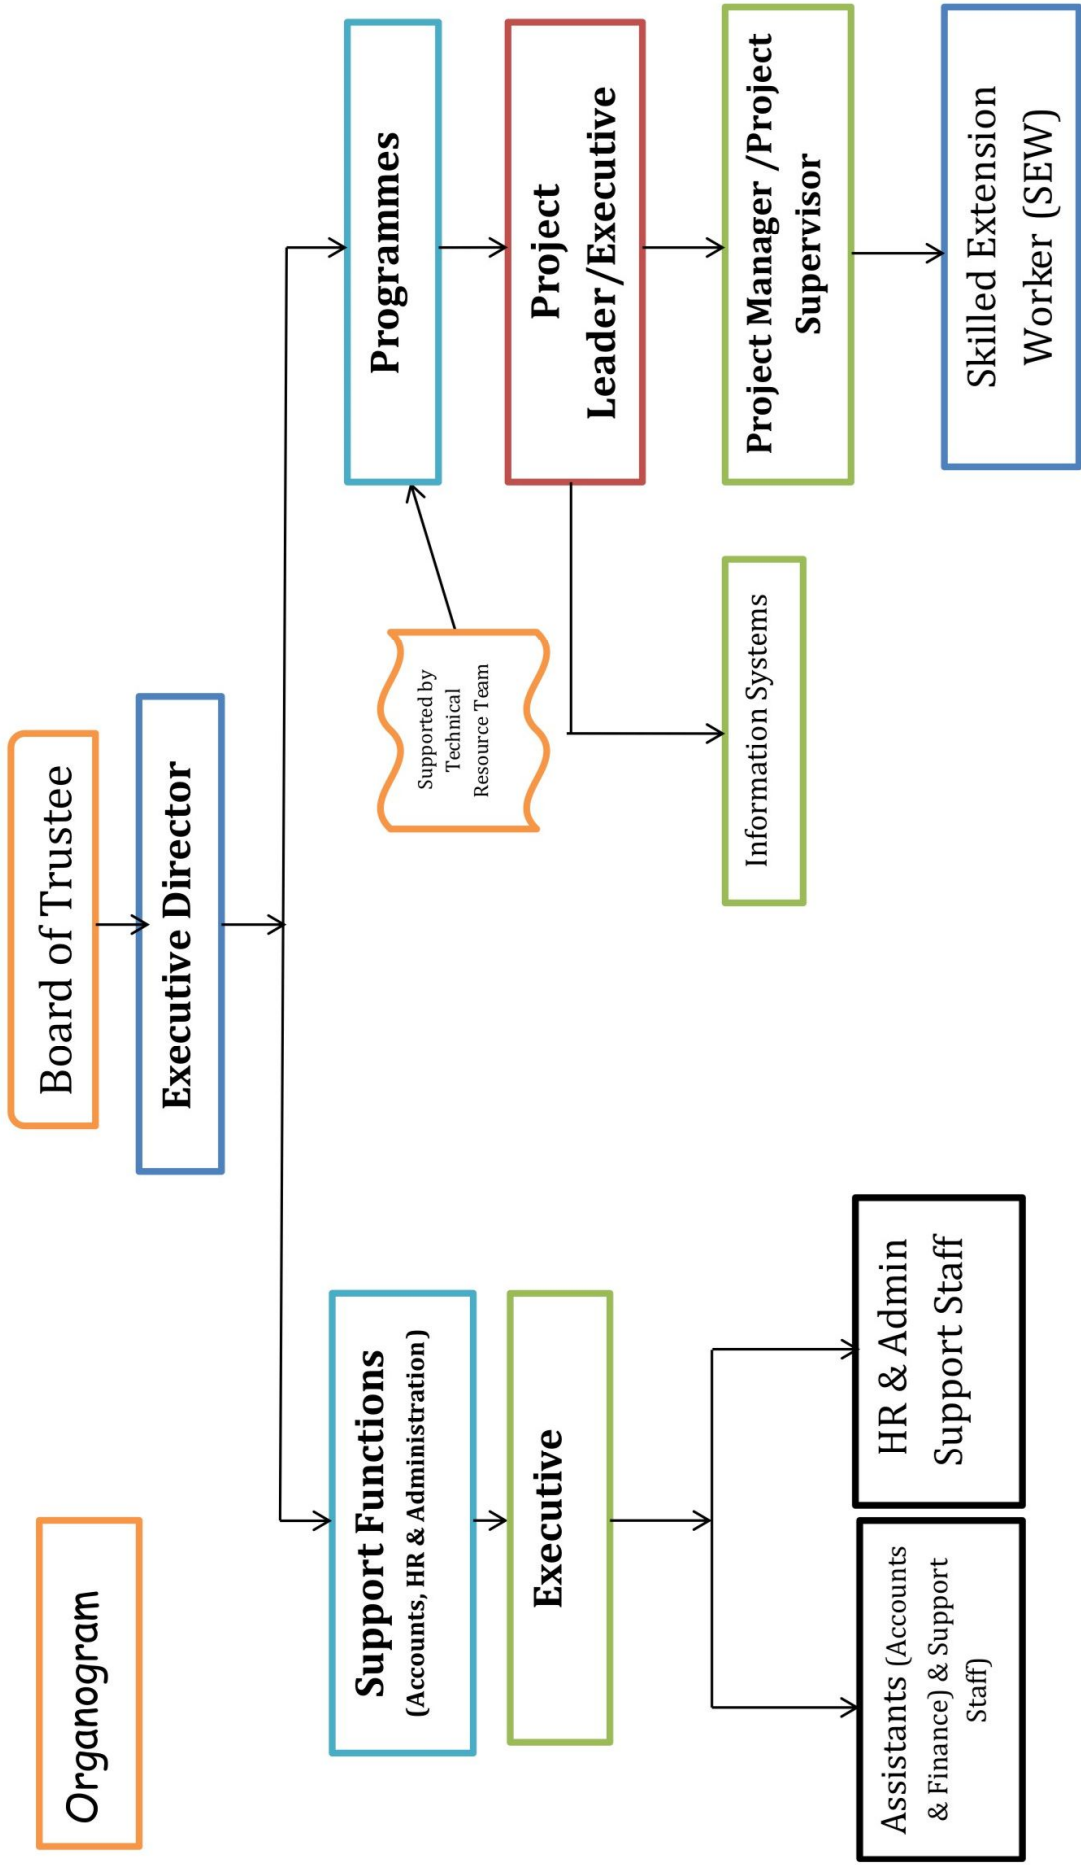 Organogram
Board of Trustee
Executive Director
Support Functions
(Accounts, HR & Administration)
Executive
Assistants (Accounts
& Finance) & Support
Staff)
HR & Admin
Support Staff
Programmes
Supported by
Technical
Resource Team
Project
Leader/Executive
Information Systems
Project Manager /Project
Supervisor
Skilled Extension
Worker (SEW)